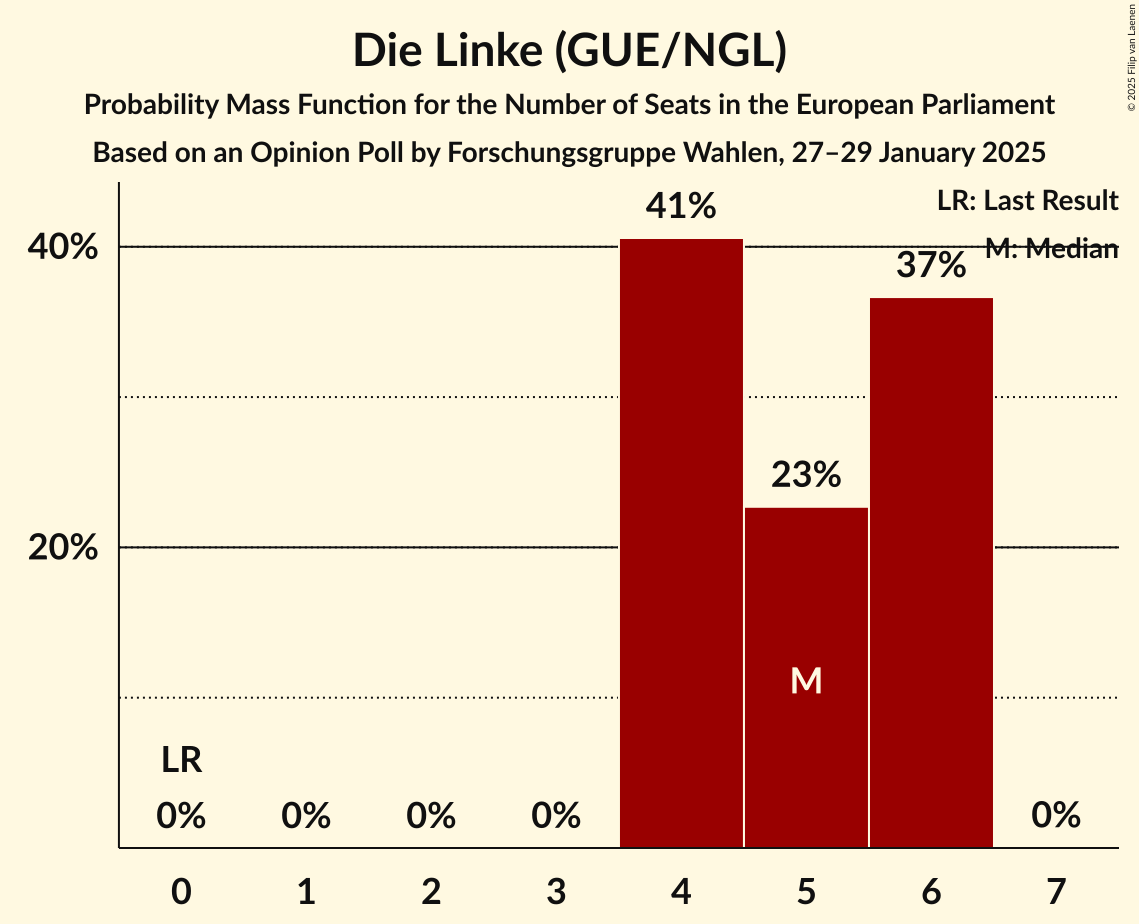 Die Linke (GUE/NGL)
Probability Mass Function for the Number of Seats in the European Parliament
Based on an Opinion Poll by Forschungsgruppe Wahlen, 27–29 January 2025
© 2025 Filip van Laenen
LR: Last Result
M: Median
40%
20%
41%
37%
23%
M
LR
0%
0%
0%
0%
0%
0
1
2
3
4
5
6
7